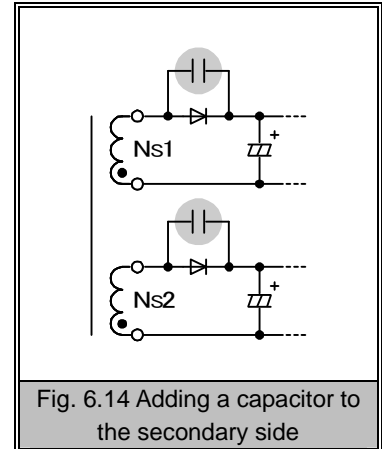 +
Ns1
+
Ns2
Fig. 6.14 Adding a capacitor to
the secondary side